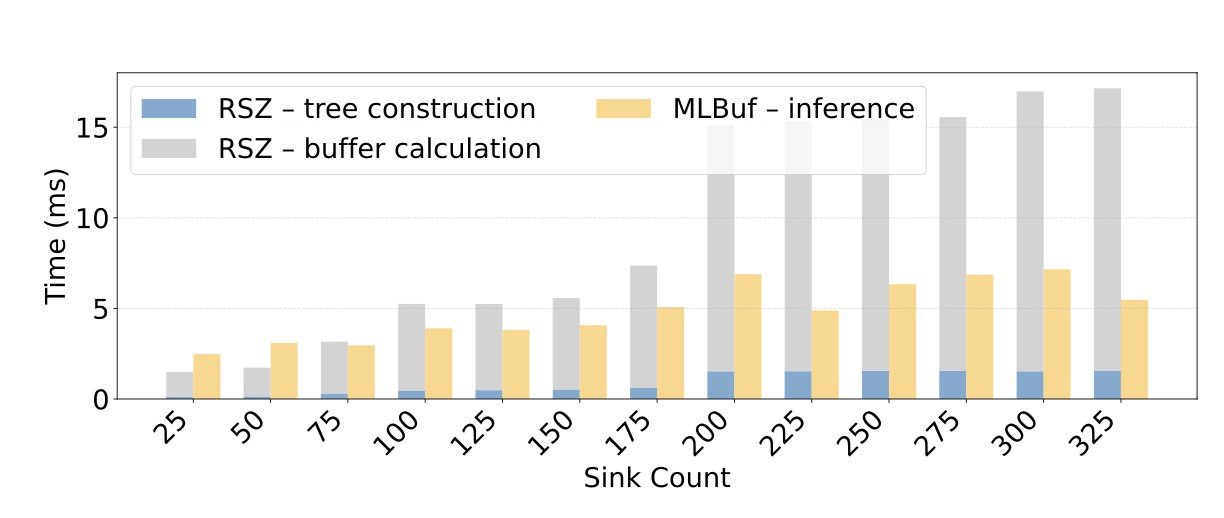 RSZ – tree construction
RSZ – buffer calculation
MLBuf – inference
Time (ms)
15
10
5
0
25 50 75 100 125 150 175 200 225 250 275 300 325
Sink Count